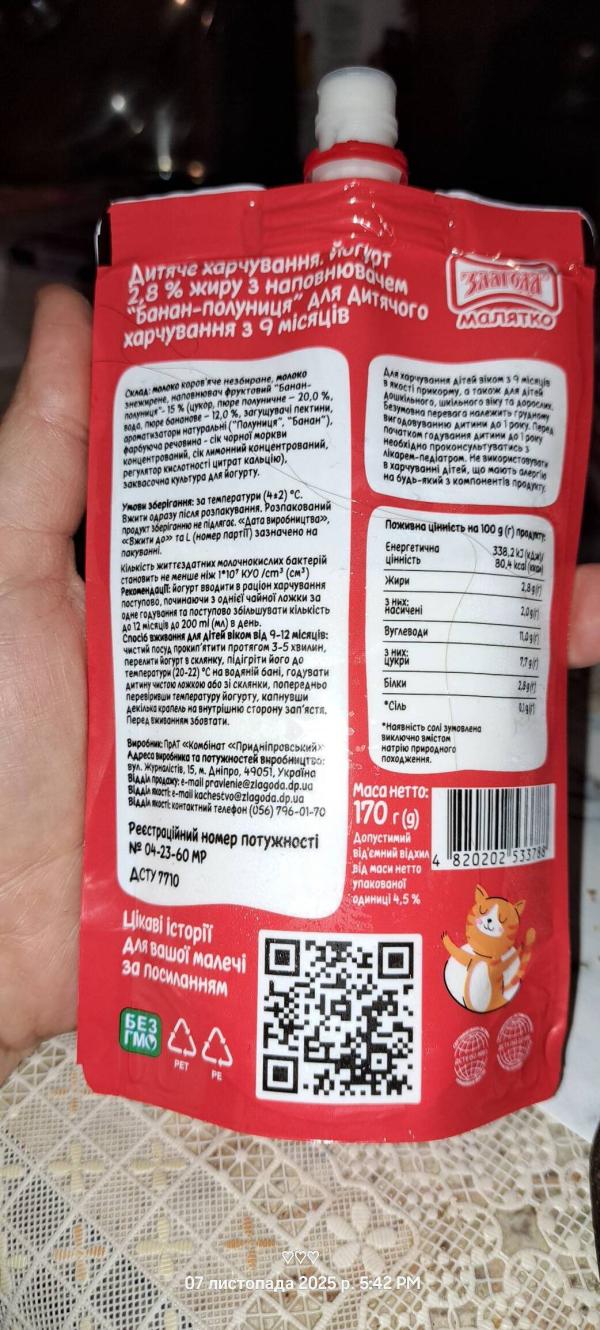 Дитяче харчування. Йогурт
2,8 % жиру з наповнювачем
"Банан-полуниця" для дитячого
харчування з 9 місяців
ЗЛАГОДА
МАЛЯТКО
Склад: молоко коров'яче незбиране, молоко
знежирене, наповнювач фруктовий "Банан-
полуниця"- 15 % (цукор, пюре полуничне – 20,0 %,
вода, пюре бананове – 12,0 %, загущувачі пектини,
ароматизатори натуральні ("Полуниця", "Банан"),
фарбуюча речовина - сік чорної моркви
концентрований, сік лимонний концентрований,
регулятор кислотності цитрат кальцію),
заквасочна культура для йогурту.
Умови зберігання: за температури (4±2) °С.
Вжити одразу після розпакування. Розпакований
продукт зберіганню не підлягає. «Дата виробництва»,
««Вжити до»» та L (номер партії) зазначено на
пакуванні.
Кількість життєздатних молочнокислих бактерій
становить не менше ніж 1*10⁷ КУО /cm³ (см³)
Рекомендації: йогурт вводити в раціон харчування
поступово, починаючи з однієї чайної ложки за
одне годування та поступово збільшувати кількість
до 12 місяців до 200 ml (мл) в день.
Спосіб вживання для дітей віком від 9-12 місяців:
чистий посуд прокип'ятити протягом 3-5 хвилин,
перелити йогурт в склянку, підігріти його до
температури (20-22) °С на водяній бані, годувати
дитину чистою ложкою або зі склянки, попередньо
перевіривши температуру йогурту, капнувши
декілька крапель на внутрішню сторону зап'ястя.
Перед вживанням збовтати.
Виробник: ПрАТ «Комбінат «Придніпровський»
Адреса виробника та потужностей виробництва:
вул. Журналістів, 15, м. Дніпро, 49051, Україна
Відділ продажу: e-mail pravlenie@zlagoda.dp.ua
Відділ якості: e-mail kachestvo@zlagoda.dp.ua
Відділ якості: контактний телефон (056) 796-01-70
Реєстраційний номер потужності
№ 04-23-60 МР
ДСТУ 7710
Для харчування дітей віком з 9 місяців
в якості прикорму, а також для дітей
дошкільного, шкільного віку та дорослих.
Безумовна перевага належить грудному
вигодовуванню дитини до 1 року. Перед
початком годування дитини до 1 року
необхідно проконсультуватись з
лікарем-педіатром. Не використовувати
в харчуванні дітей, що мають алергію
на будь-який з компонентів продукту.
Поживна цінність на 100 g (г) продукту:
Енергетична цінність 338,2 kJ (кДж)/ 80,4 kcal (ккал)
Жири 2,8 g(г)
з них: насичені 2,0 g(г)
Вуглеводи 11,0 g(г)
з них: цукри 7,7 g(г)
Білки 2,8 g(г)
*Сіль 0,1 g(г)
*Наявність солі зумовлена
виключно вмістом
натрію природного
походження.
Маса нетто:
170 г (g)
Допустимий
від'ємний відхил
від маси нетто
упакованої
одиниці 4,5 %
4 820202 533788
Цікаві історії
для вашої малечі
за посиланням
БЕЗ
ГМО
PET
PE
♡♡♡
07 листопада 2025 р. 5:42 PM